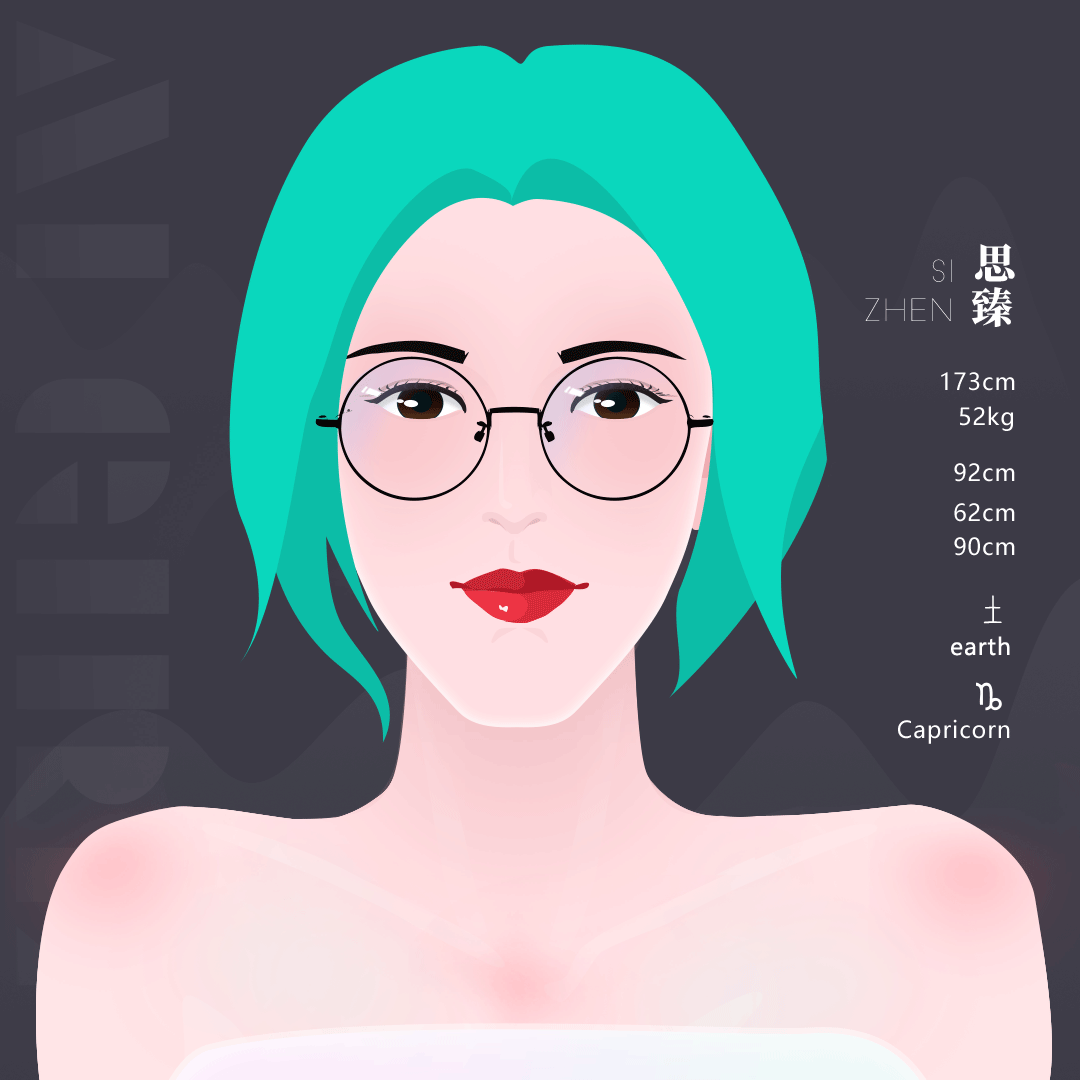 思
SI
臻
ZHEN
173cm
52kg
92cm
62cm
90cm
土
earth
♑
Capricorn